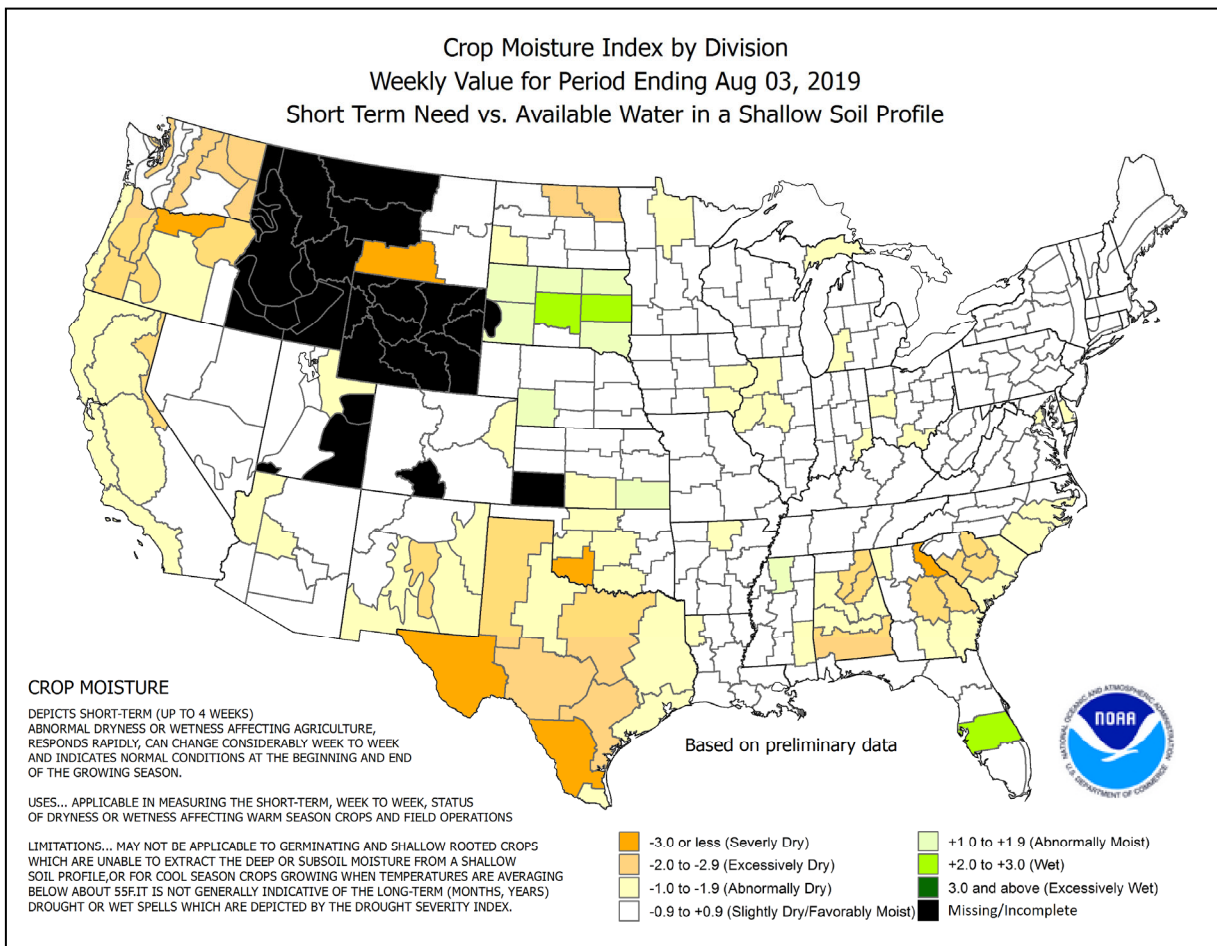 Crop Moisture Index by Division
Weekly Value for Period Ending Aug 03, 2019
Short Term Need vs. Available Water in a Shallow Soil Profile
CROP MOISTURE
DEPICTS SHORT-TERM (UP TO 4 WEEKS)
ABNORMAL DRYNESS OR WETNESS AFFECTING AGRICULTURE,
RESPONDS RAPIDLY, CAN CHANGE CONSIDERABLY WEEK TO WEEK
AND INDICATES NORMAL CONDITIONS AT THE BEGINNING AND END
OF THE GROWING SEASON.
USES... APPLICABLE IN MEASURING THE SHORT-TERM, WEEK TO WEEK, STATUS
OF DRYNESS OR WETNESS AFFECTING WARM SEASON CROPS AND FIELD OPERATIONS
LIMITATIONS... MAY NOT BE APPLICABLE TO GERMINATING AND SHALLOW ROOTED CROPS
WHICH ARE UNABLE TO EXTRACT THE DEEP OR SUBSOIL MOISTURE FROM A SHALLOW
SOIL PROFILE,OR FOR COOL SEASON CROPS GROWING WHEN TEMPERATURES ARE AVERAGING
BELOW ABOUT 55F.IT IS NOT GENERALLY INDICATIVE OF THE LONG-TERM (MONTHS, YEARS)
DROUGHT OR WET SPELLS WHICH ARE DEPICTED BY THE DROUGHT SEVERITY INDEX.
Based on preliminary data
NATIONAL OCEANIC AND ATMOSPHERIC ADMINISTRATION
NOAA
U.S. DEPARTMENT OF COMMERCE
-3.0 or less (Severly Dry)
-2.0 to -2.9 (Excessively Dry)
-1.0 to -1.9 (Abnormally Dry)
-0.9 to +0.9 (Slightly Dry/Favorably Moist)
+1.0 to +1.9 (Abnormally Moist)
+2.0 to +3.0 (Wet)
3.0 and above (Excessively Wet)
Missing/Incomplete